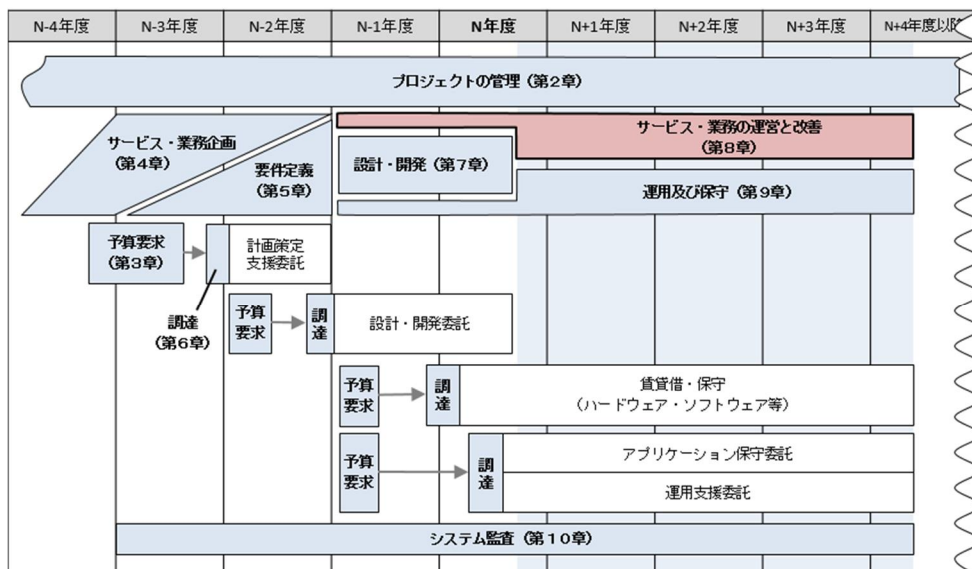 N-4年度
N-3年度
N-2年度
N-1年度
N年度
N+1年度
N+2年度
N+3年度
N+4年度以降
プロジェクトの管理（第2章）
サービス・業務企画
（第4章）
要件定義
（第5章）
設計・開発（第7章）
サービス・業務の運営と改善
（第8章）
運用及び保守（第9章）
予算要求
（第3章）
計画策定
支援委託
調達
（第6章）
予算
要求
調
達
設計・開発委託
予算
要求
調
達
賃貸借・保守
（ハードウェア・ソフトウェア等）
予算
要求
調
達
アプリケーション保守委託
運用支援委託
システム監査（第１０章）